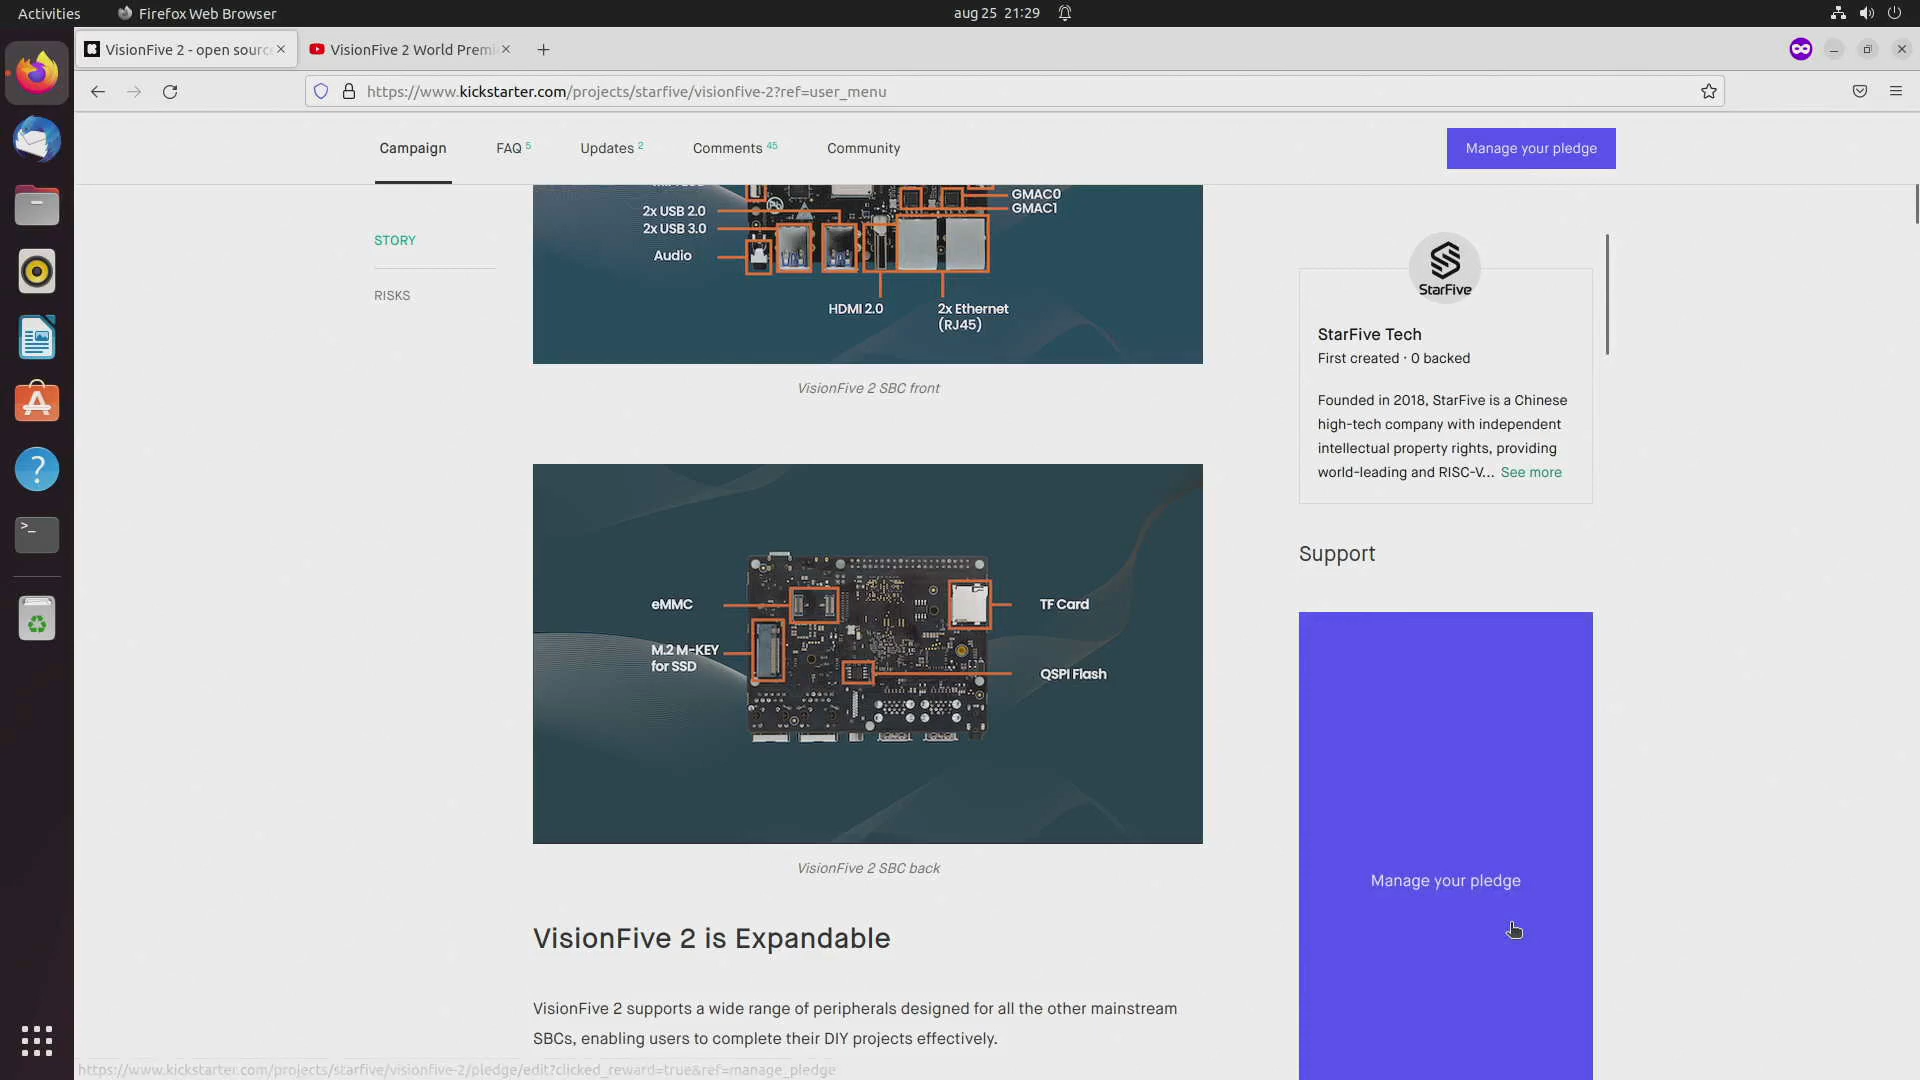 Activities
Firefox Web Browser
aug 25 21:29
VisionFive 2 - open sourc
VisionFive 2 World Premi
https://www.kickstarter.com/projects/starfive/visionfive-2?ref=user_menu
Campaign
FAQ 5
Updates 2
Comments 45
Community
Manage your pledge
STORY
RISKS
GMAC0
GMAC1
2x USB 2.0
2x USB 3.0
Audio
HDMI 2.0
2x Ethernet
(RJ45)
VisionFive 2 SBC front
StarFive
StarFive Tech
First created · 0 backed
Founded in 2018, StarFive is a Chinese
high-tech company with independent
intellectual property rights, providing
world-leading and RISC-V... See more
Support
eMMC
TF Card
M.2 M-KEY
for SSD
QSPI Flash
VisionFive 2 SBC back
Manage your pledge
VisionFive 2 is Expandable
VisionFive 2 supports a wide range of peripherals designed for all the other mainstream
SBCs, enabling users to complete their DIY projects effectively.
https://www.kickstarter.com/projects/starfive/visionfive-2/pledge/edit?clicked_reward=true&ref=manage_pledge